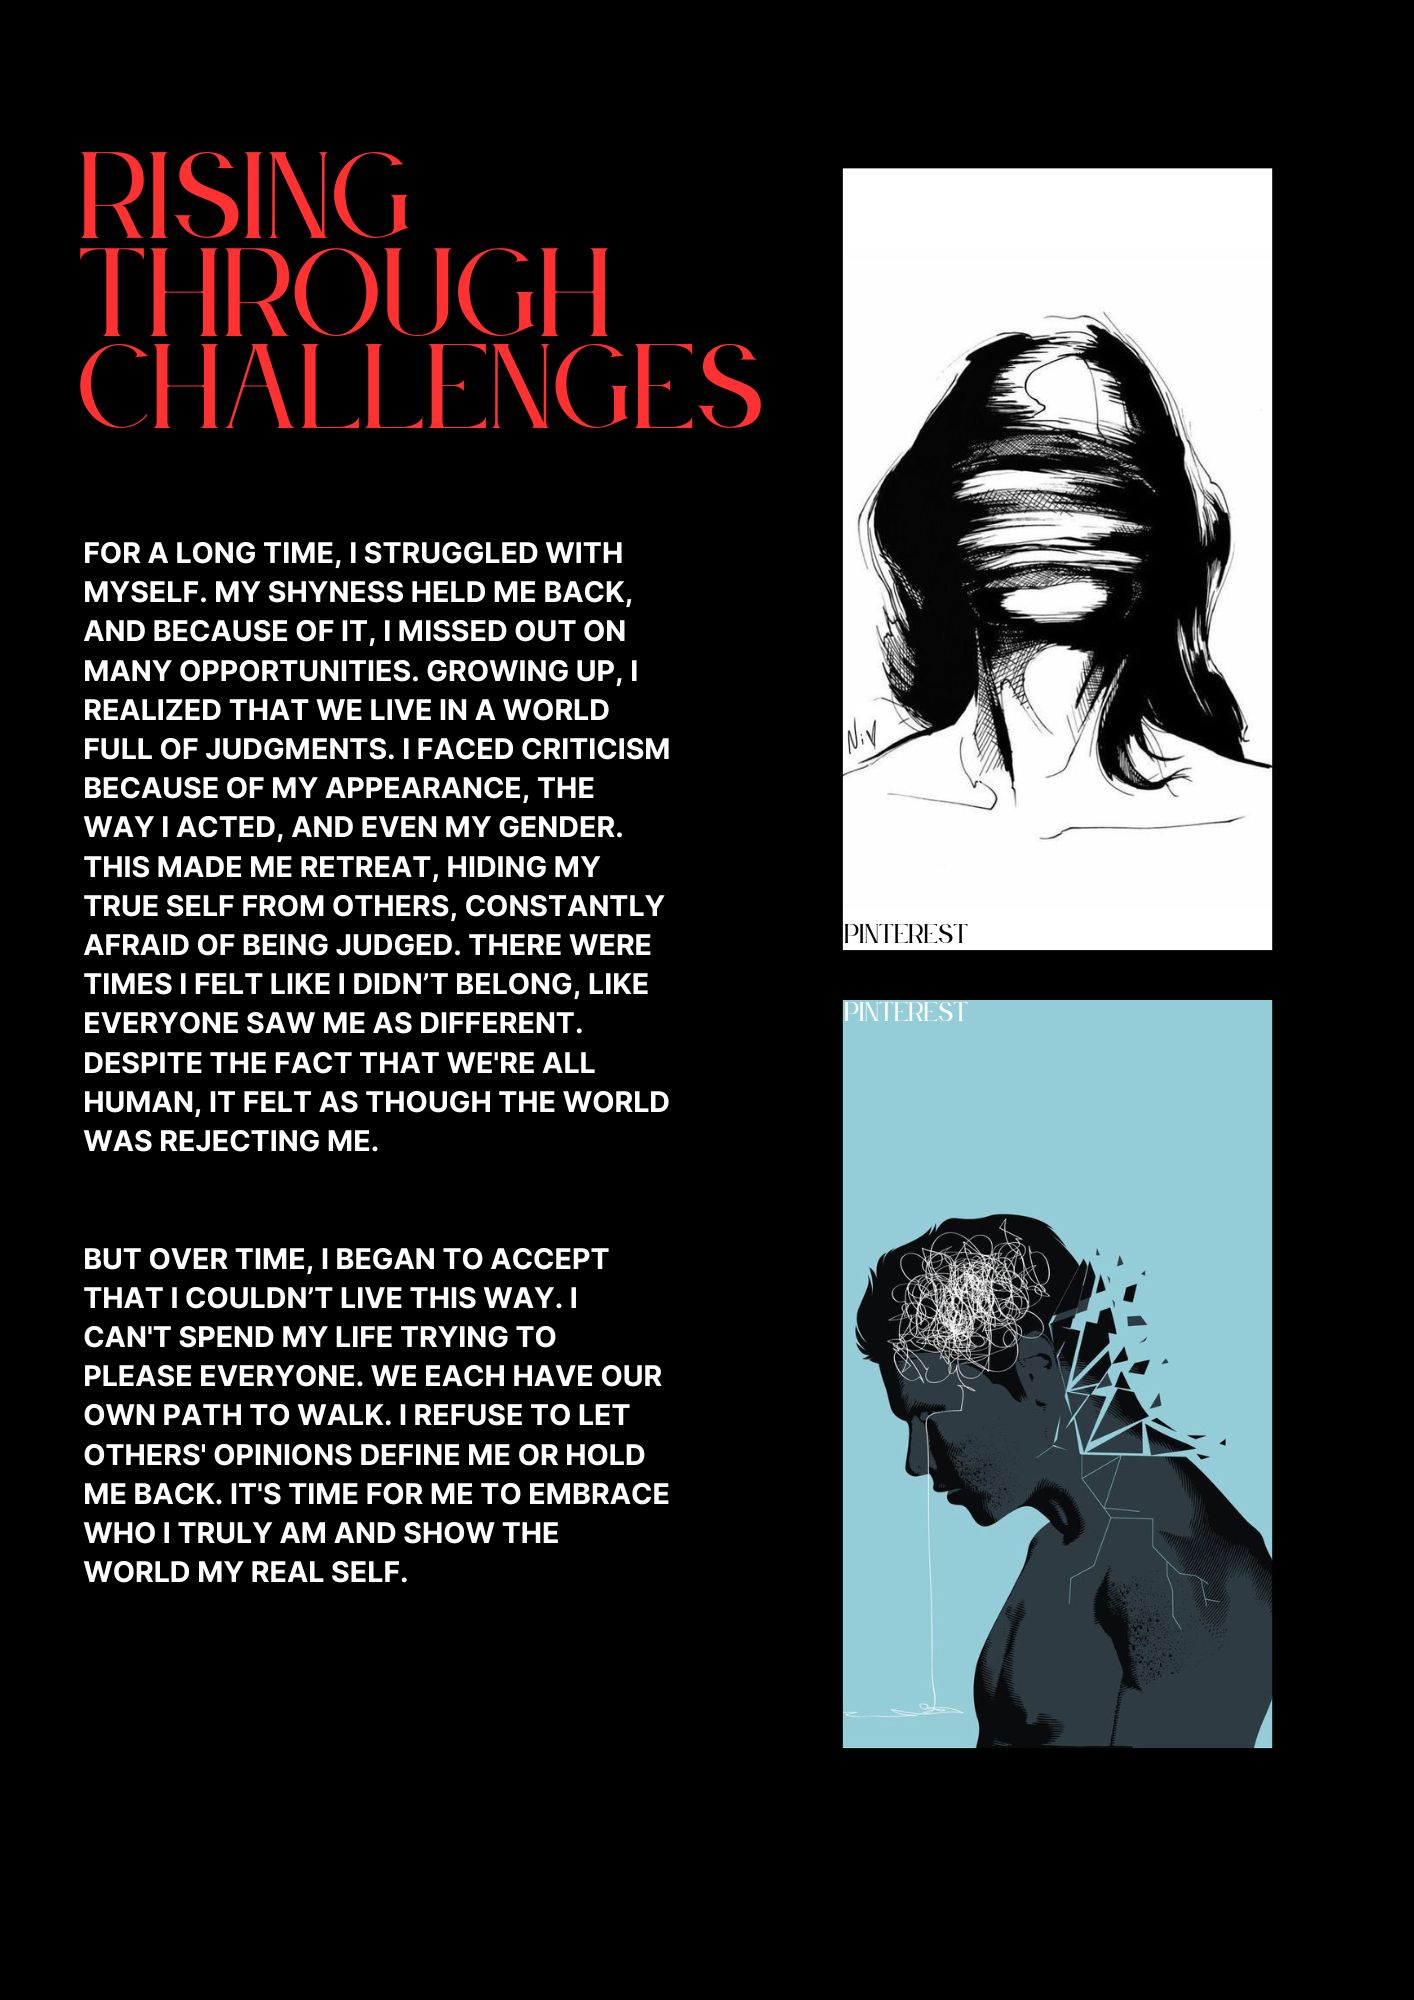 RISING
THROUGH
CHALLENGES
FOR A LONG TIME, I STRUGGLED WITH
MYSELF. MY SHYNESS HELD ME BACK,
AND BECAUSE OF IT, I MISSED OUT ON
MANY OPPORTUNITIES. GROWING UP, I
REALIZED THAT WE LIVE IN A WORLD
FULL OF JUDGMENTS. I FACED CRITICISM
BECAUSE OF MY APPEARANCE, THE
WAY I ACTED, AND EVEN MY GENDER.
THIS MADE ME RETREAT, HIDING MY
TRUE SELF FROM OTHERS, CONSTANTLY
AFRAID OF BEING JUDGED. THERE WERE
TIMES I FELT LIKE I DIDN’T BELONG, LIKE
EVERYONE SAW ME AS DIFFERENT.
DESPITE THE FACT THAT WE'RE ALL
HUMAN, IT FELT AS THOUGH THE WORLD
WAS REJECTING ME.
BUT OVER TIME, I BEGAN TO ACCEPT
THAT I COULDN’T LIVE THIS WAY. I
CAN'T SPEND MY LIFE TRYING TO
PLEASE EVERYONE. WE EACH HAVE OUR
OWN PATH TO WALK. I REFUSE TO LET
OTHERS' OPINIONS DEFINE ME OR HOLD
ME BACK. IT'S TIME FOR ME TO EMBRACE
WHO I TRULY AM AND SHOW THE
WORLD MY REAL SELF.
PINTEREST
PINTEREST